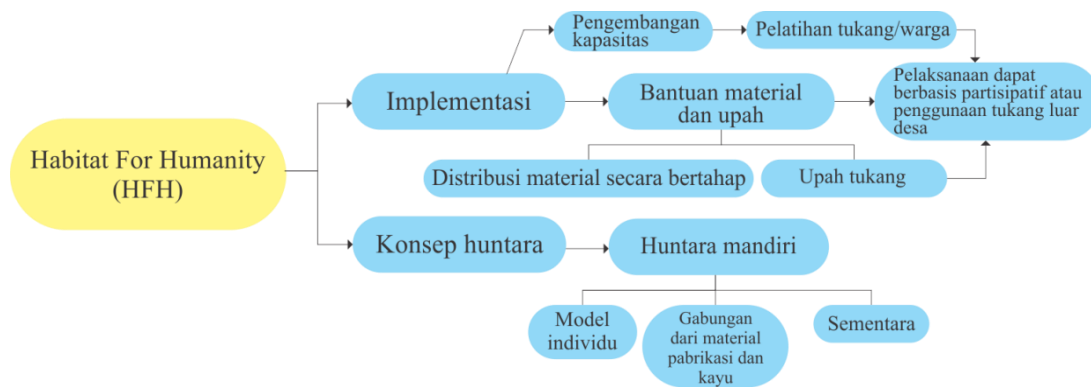 Pengembangan
kapasitas
Pelatihan tukang/warga
Implementasi
Bantuan material
dan upah
Pelaksanaan dapat
berbasis partisipatif atau
penggunaan tukang luar
desa
Habitat For Humanity
(HFH)
Distribusi material secara bertahap
Upah tukang
Konsep huntara
Huntara mandiri
Model
individu
Gabungan
dari material
pabrikasi dan
kayu
Sementara